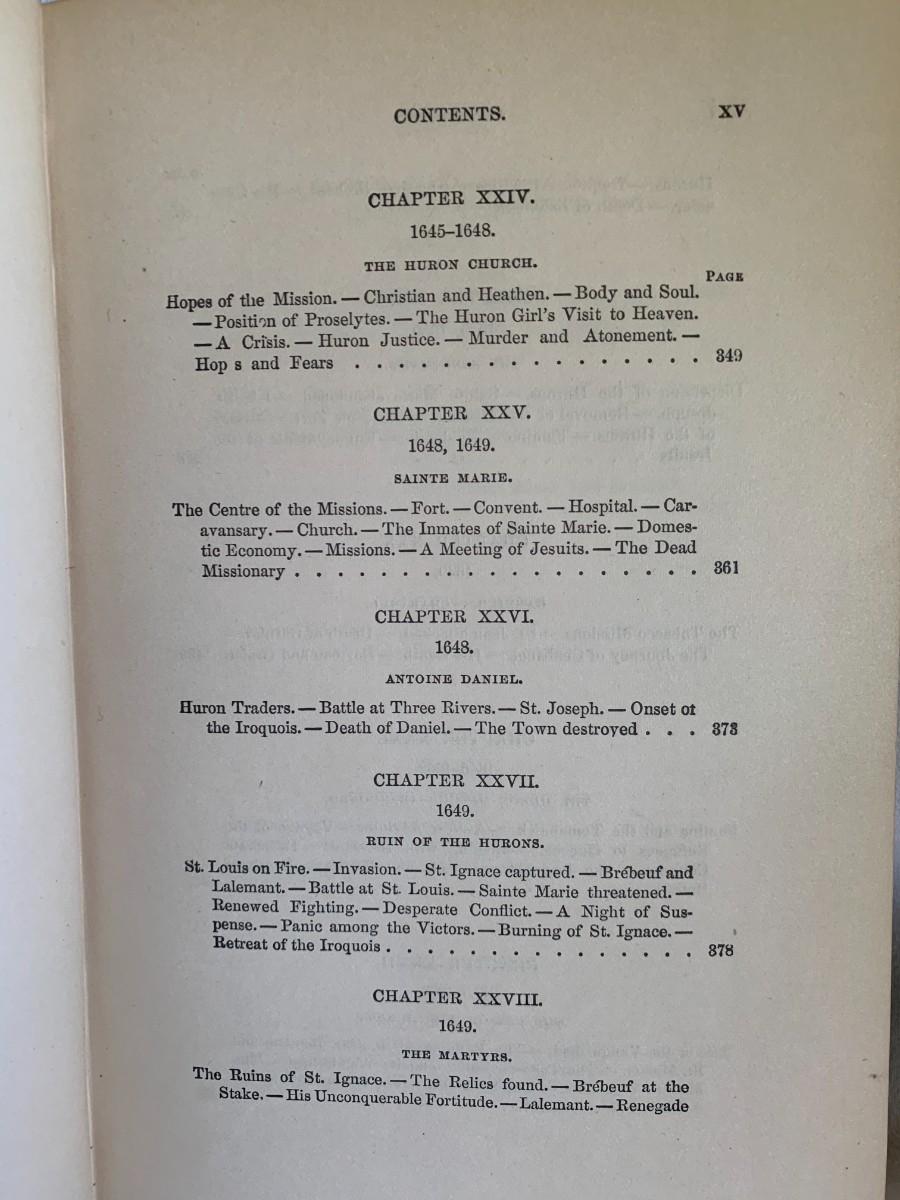 CONTENTS. XV
CHAPTER XXIV.
1645–1648.
THE HURON CHURCH.
PAGE
Hopes of the Mission. — Christian and Heathen. — Body and Soul.
— Position of Proselytes. — The Huron Girl's Visit to Heaven.
— A Crisis. — Huron Justice. — Murder and Atonement. —
Hop s and Fears . . . . . . . . . . . . . . . . 349
CHAPTER XXV.
1648, 1649.
SAINTE MARIE.
The Centre of the Missions. — Fort. — Convent. — Hospital. — Car-
avansary. — Church. — The Inmates of Sainte Marie. — Domes-
tic Economy. — Missions. — A Meeting of Jesuits. — The Dead
Missionary . . . . . . . . . . . . . . . . . . . 361
CHAPTER XXVI.
1648.
ANTOINE DANIEL.
Huron Traders. — Battle at Three Rivers. — St. Joseph. — Onset of
the Iroquois. — Death of Daniel. — The Town destroyed . . . 373
CHAPTER XXVII.
1649.
RUIN OF THE HURONS.
St. Louis on Fire. — Invasion. — St. Ignace captured. — Brébeuf and
Lalemant. — Battle at St. Louis. — Sainte Marie threatened. —
Renewed Fighting. — Desperate Conflict. — A Night of Sus-
pense. — Panic among the Victors. — Burning of St. Ignace. —
Retreat of the Iroquois . . . . . . . . . . . . . . . 378
CHAPTER XXVIII.
1649.
THE MARTYRS.
The Ruins of St. Ignace. — The Relics found. — Brébeuf at the
Stake. — His Unconquerable Fortitude. — Lalemant. — Renegade